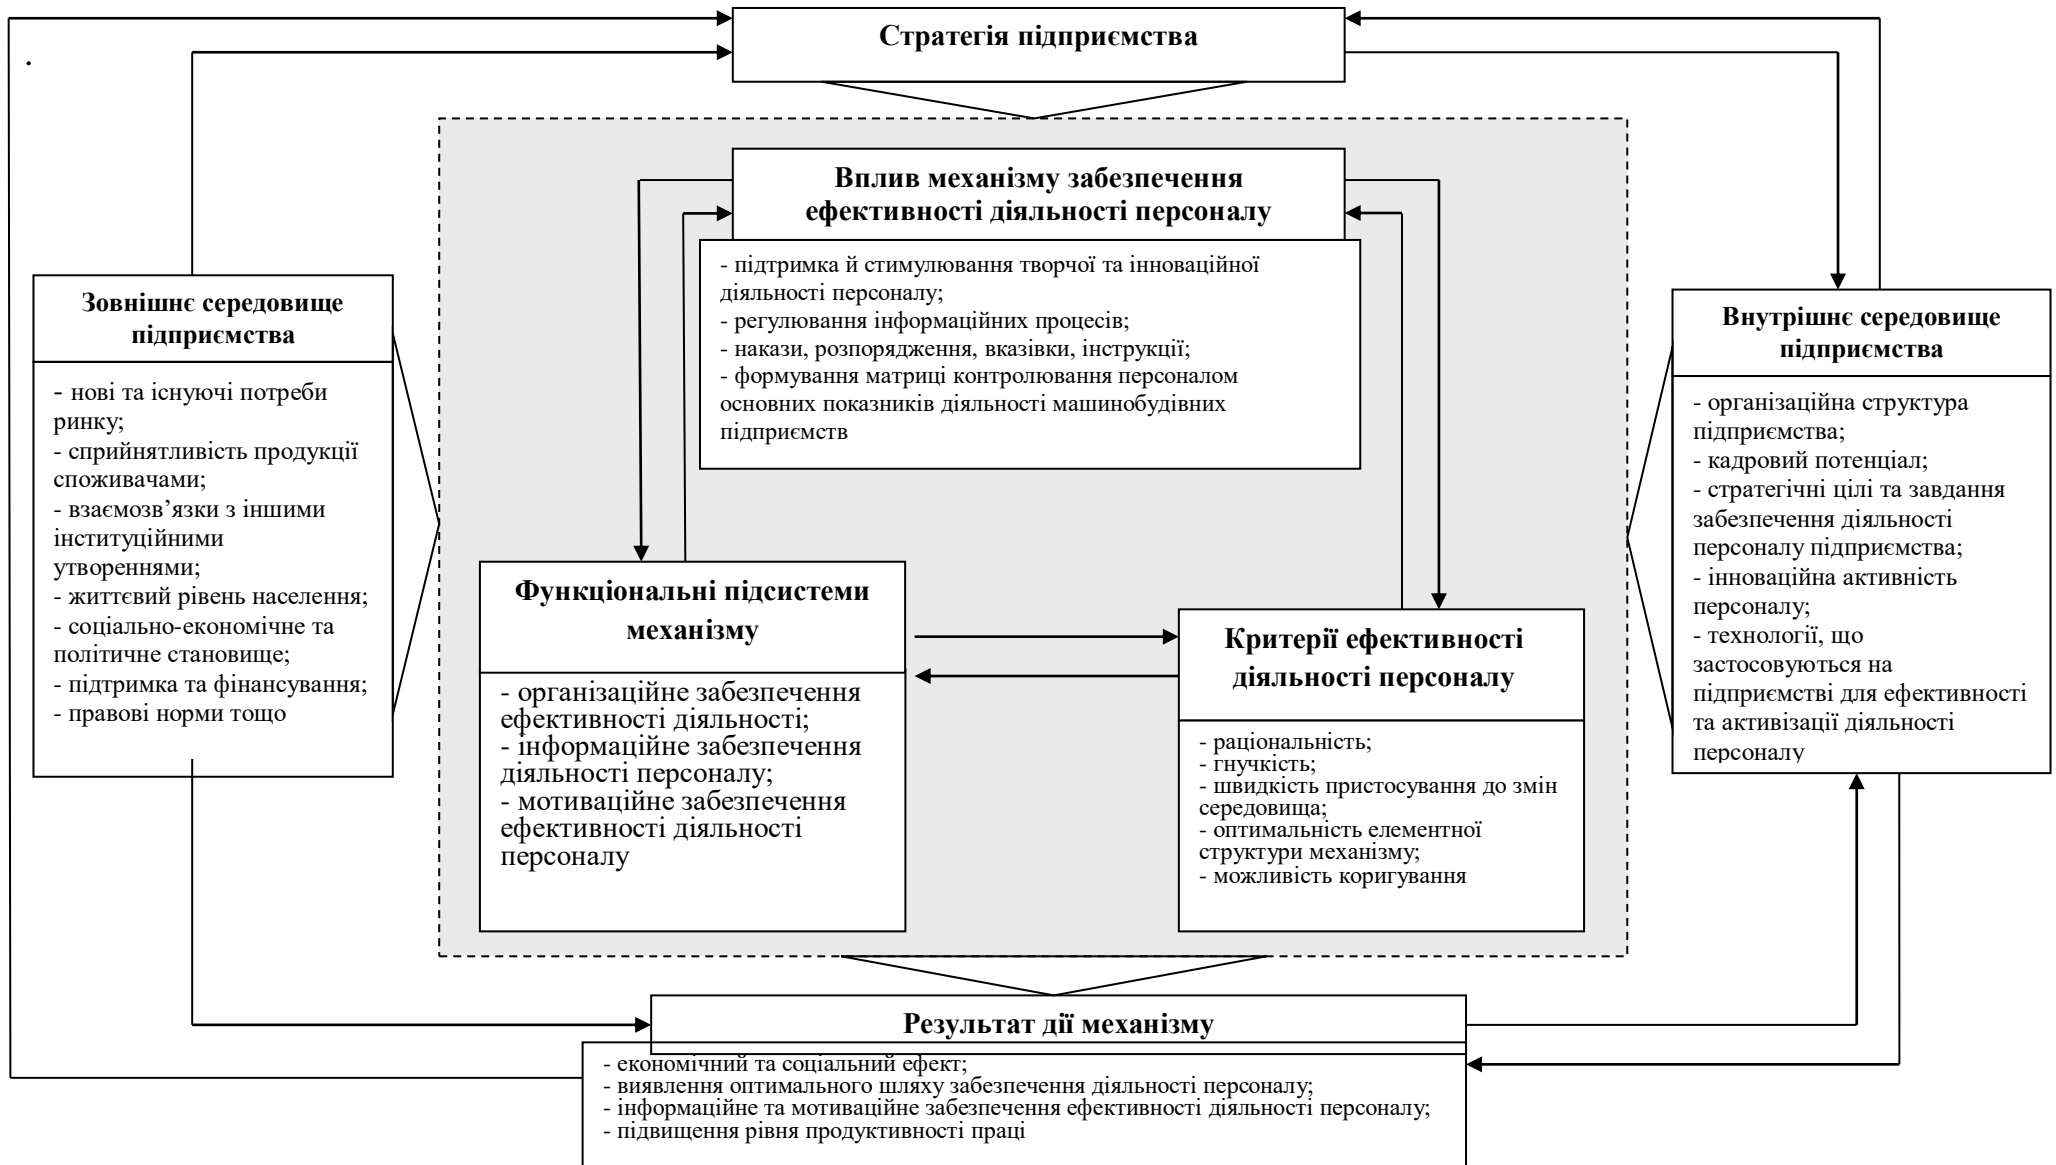 Стратегія підприємства
.
Вплив механізму забезпечення
ефективності діяльності персоналу
- підтримка й стимулювання творчої та інноваційної
діяльності персоналу;
- регулювання інформаційних процесів;
- накази, розпорядження, вказівки, інструкції;
- формування матриці контролювання персоналом
основних показників діяльності машинобудівних
підприємств
Зовнішнє середовище
підприємства
- нові та існуючі потреби
ринку;
- сприйнятливість продукції
споживачами;
- взаємозв’язки з іншими
інституційними
утвореннями;
- життєвий рівень населення;
- соціально-економічне та
політичне становище;
- підтримка та фінансування;
- правові норми тощо
Внутрішнє середовище
підприємства
- організаційна структура
підприємства;
- кадровий потенціал;
- стратегічні цілі та завдання
забезпечення діяльності
персоналу підприємства;
- інноваційна активність
персоналу;
- технології, що
застосовуються на
підприємстві для ефективності
та активізації діяльності
персоналу
Функціональні підсистеми
механізму
- організаційне забезпечення
ефективності діяльності;
- інформаційне забезпечення
діяльності персоналу;
- мотиваційне забезпечення
ефективності діяльності
персоналу
Критерії ефективності
діяльності персоналу
- раціональність;
- гнучкість;
- швидкість пристосування до змін
середовища;
- оптимальність елементної
структури механізму;
- можливість коригування
Результат дії механізму
- економічний та соціальний ефект;
- виявлення оптимального шляху забезпечення діяльності персоналу;
- інформаційне та мотиваційне забезпечення ефективності діяльності персоналу;
- підвищення рівня продуктивності праці